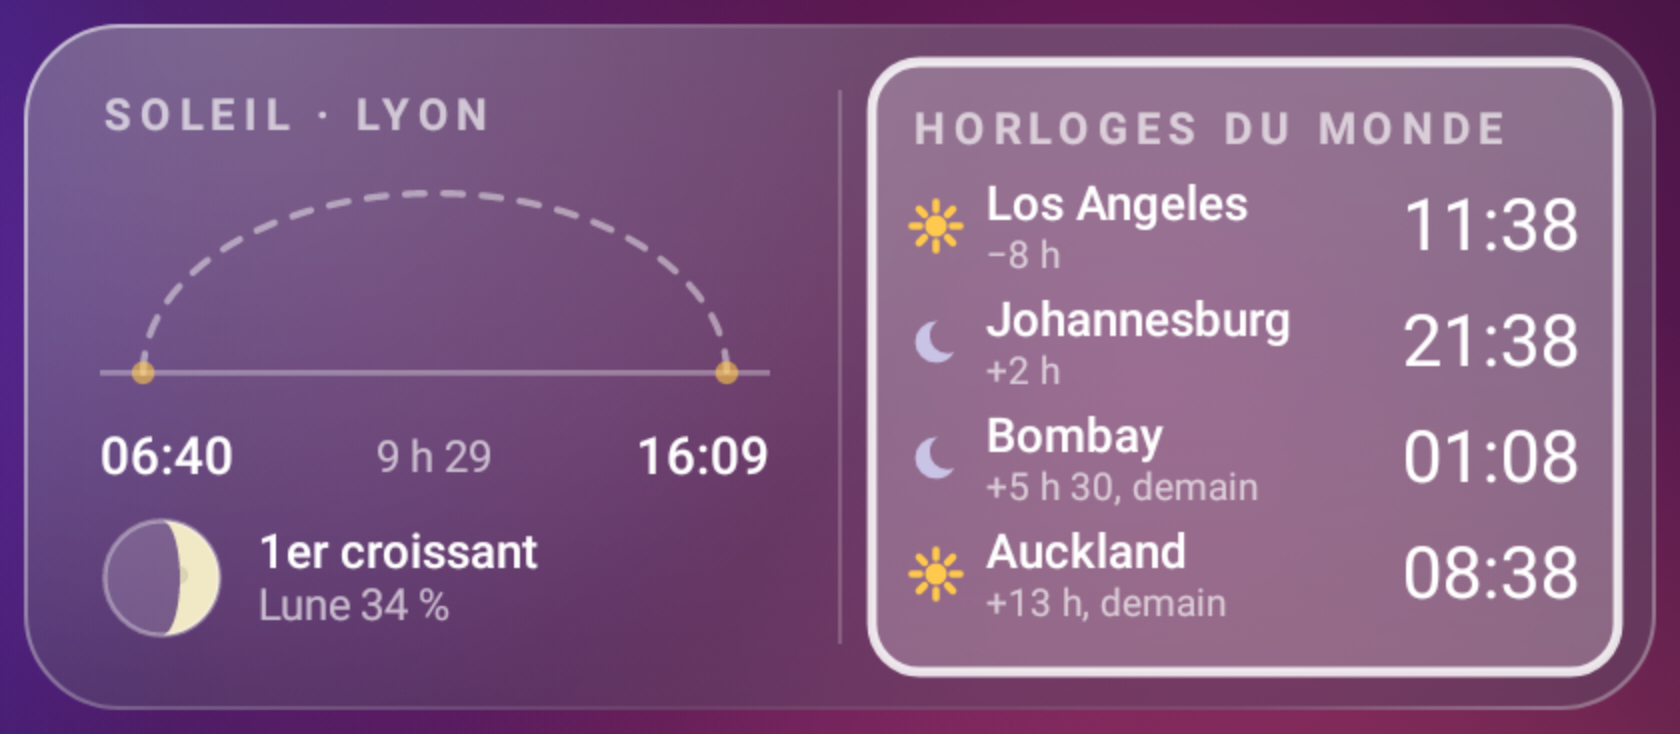 SOLEIL · LYON
06:40 9 h 29 16:09
1er croissant
Lune 34 %
HORLOGES DU MONDE
Los Angeles 11:38
−8 h
Johannesburg 21:38
+2 h
Bombay 01:08
+5 h 30, demain
Auckland 08:38
+13 h, demain